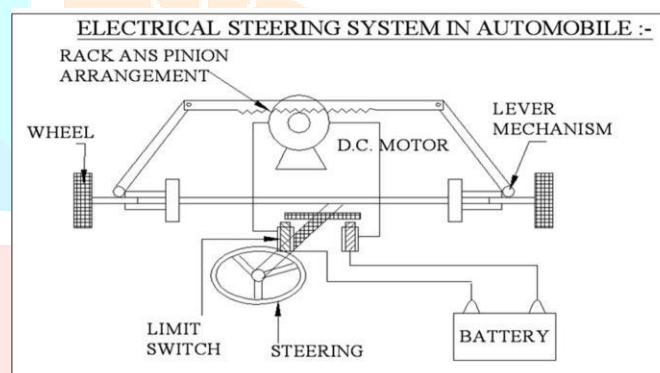 ELECTRICAL STEERING SYSTEM IN AUTOMOBILE :-
RACK ANS PINION
ARRANGEMENT
WHEEL
D.C. MOTOR
LEVER
MECHANISM
LIMIT
SWITCH
STEERING
BATTERY